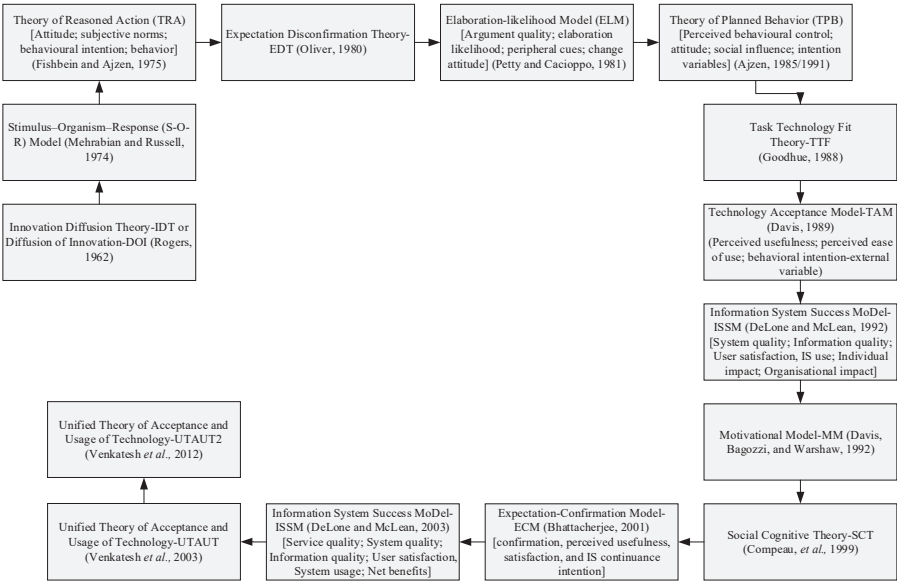 Theory of Reasoned Action (TRA)
[Attitude; subjective norms;
behavioural intention; behavior]
(Fishbein and Ajzen, 1975)
Expectation Disconfirmation Theory-
EDT (Oliver, 1980)
Elaboration-likelihood Model (ELM)
[Argument quality; elaboration
likelihood; peripheral cues; change
attitude] (Petty and Cacioppo, 1981)
Theory of Planned Behavior (TPB)
[Perceived behavioural control;
attitude; social influence; intention
variables] (Ajzen, 1985/1991)
Stimulus–Organism–Response (S-O-
R) Model (Mehrabian and Russell,
1974)
Task Technology Fit
Theory-TTF
(Goodhue, 1988)
Innovation Diffusion Theory-IDT or
Diffusion of Innovation-DOI (Rogers,
1962)
Technology Acceptance Model-TAM
(Davis, 1989)
(Perceived usefulness; perceived ease
of use; behavioral intention-external
variable)
Information System Success MoDel-
ISSM (DeLone and McLean, 1992)
[System quality; Information quality;
User satisfaction, IS use; Individual
impact; Organisational impact]
Motivational Model-MM (Davis,
Bagozzi, and Warshaw, 1992)
Social Cognitive Theory-SCT
(Compeau, et al., 1999)
Expectation-Confirmation Model-
ECM (Bhattacherjee, 2001)
[confirmation, perceived usefulness,
satisfaction, and IS continuance
intention]
Information System Success MoDel-
ISSM (DeLone and McLean, 2003)
[Service quality; System quality;
Information quality; User satisfaction,
System usage; Net benefits]
Unified Theory of Acceptance and
Usage of Technology-UTAUT
(Venkatesh et al., 2003)
Unified Theory of Acceptance and
Usage of Technology-UTAUT2
(Venkatesh et al., 2012)